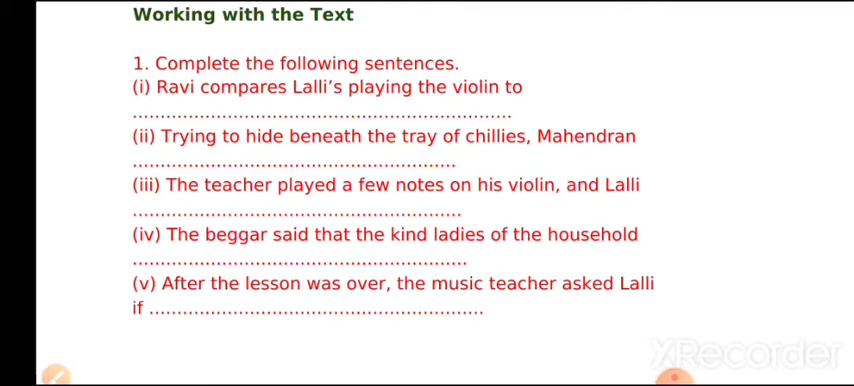 Working with the Text
1. Complete the following sentences.
(i) Ravi compares Lalli’s playing the violin to
....................................................................
(ii) Trying to hide beneath the tray of chillies, Mahendran
..........................................................
(iii) The teacher played a few notes on his violin, and Lalli
...........................................................
(iv) The beggar said that the kind ladies of the household
............................................................
(v) After the lesson was over, the music teacher asked Lalli
if ............................................................
XRecorder